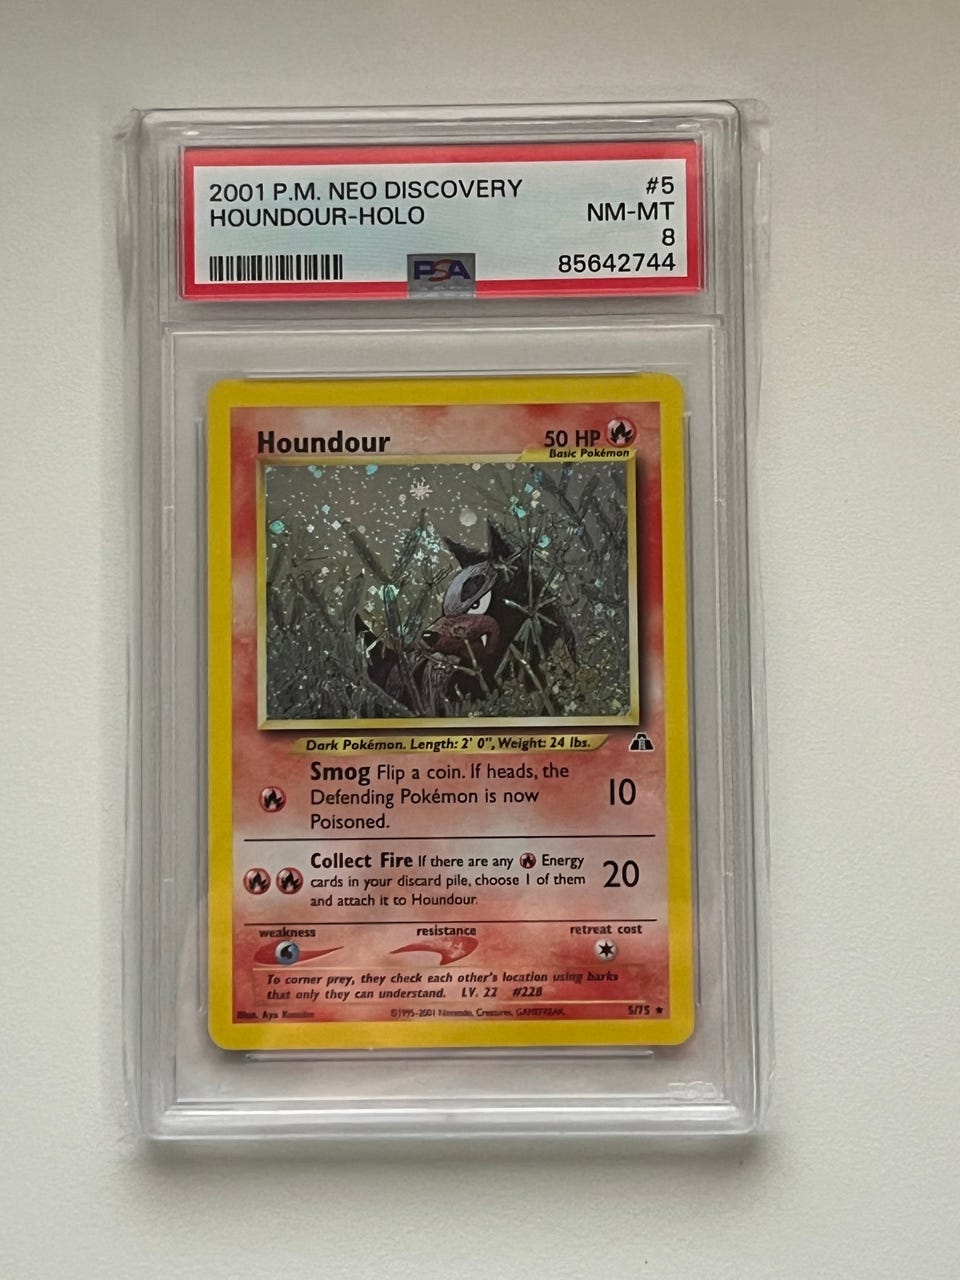 2001 P.M. NEO DISCOVERY #5
HOUNDOUR-HOLO NM-MT
8
PSA 85642744
Houndour 50 HP
Basic Pokémon
Dark Pokémon. Length: 2' 0", Weight: 24 lbs.
Smog Flip a coin. If heads, the
Defending Pokémon is now 10
Poisoned.
Collect Fire If there are any Energy
cards in your discard pile, choose 1 of them 20
and attach it to Houndour.
weakness resistance retreat cost
To corner prey, they check each other's location using barks
that only they can understand. LV. 22 #228
Illus. Aya Kusube ©1995-2001 Nintendo, Creatures, GAMEFREAK. 5/75
PSA